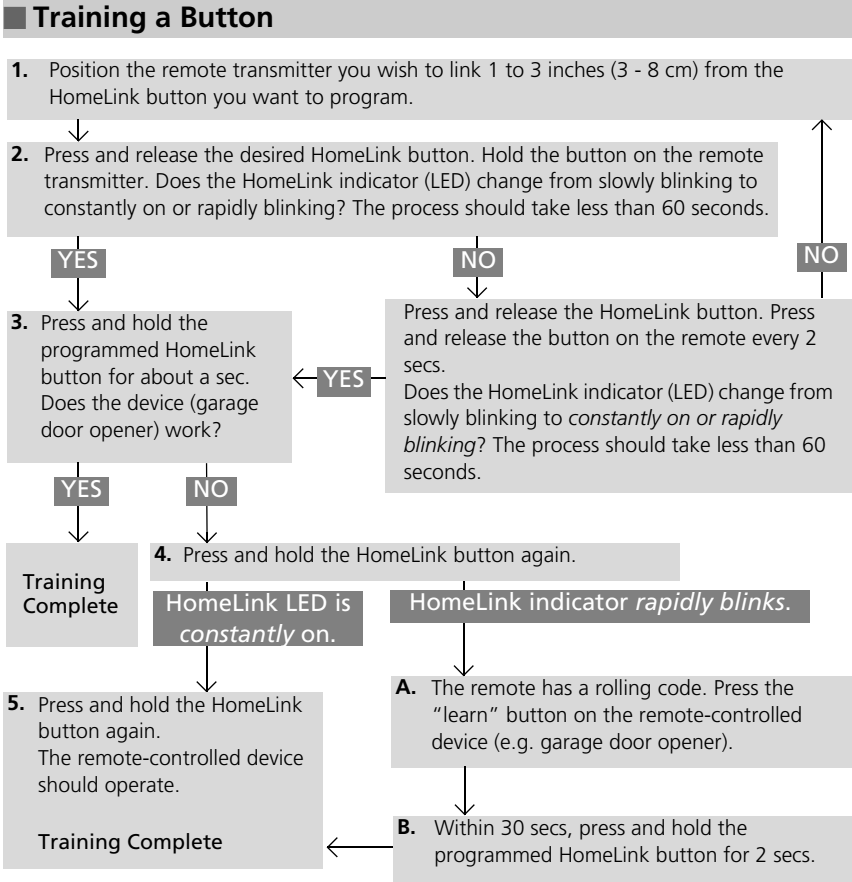 Training a Button
1. Position the remote transmitter you wish to link 1 to 3 inches (3 - 8 cm) from the
HomeLink button you want to program.
2. Press and release the desired HomeLink button. Hold the button on the remote
transmitter. Does the HomeLink indicator (LED) change from slowly blinking to
constantly on or rapidly blinking? The process should take less than 60 seconds.
YES
NO
NO
3. Press and hold the
programmed HomeLink
button for about a sec.
Does the device (garage
door opener) work?
YES
Press and release the HomeLink button. Press
and release the button on the remote every 2
secs.
Does the HomeLink indicator (LED) change from
slowly blinking to constantly on or rapidly
blinking? The process should take less than 60
seconds.
YES
NO
Training
Complete
4. Press and hold the HomeLink button again.
HomeLink LED is
constantly on.
HomeLink indicator rapidly blinks.
5. Press and hold the HomeLink
button again.
The remote-controlled device
should operate.
Training Complete
A. The remote has a rolling code. Press the
“learn” button on the remote-controlled
device (e.g. garage door opener).
B. Within 30 secs, press and hold the
programmed HomeLink button for 2 secs.